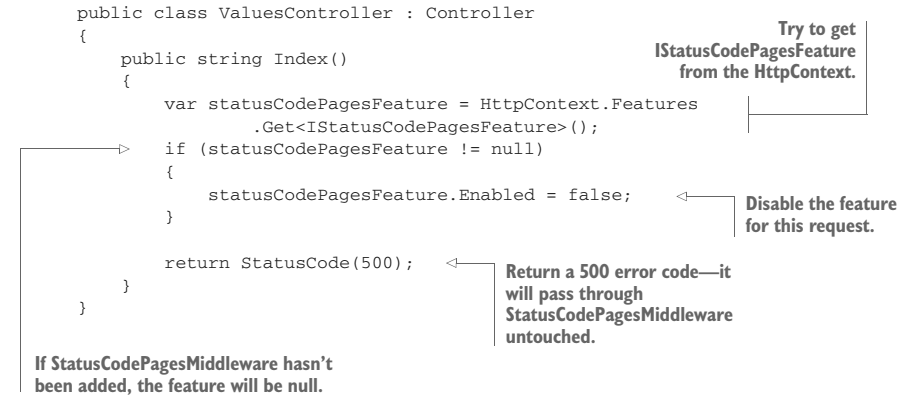 public class ValuesController : Controller
{
    public string Index()
    {
        var statusCodePagesFeature = HttpContext.Features
                .Get<IStatusCodePagesFeature>();
        if (statusCodePagesFeature != null)
        {
            statusCodePagesFeature.Enabled = false;
        }

        return StatusCode(500);
    }
}
Try to get
IStatusCodePagesFeature
from the HttpContext.
Disable the feature
for this request.
Return a 500 error code—it
will pass through
StatusCodePagesMiddleware
untouched.
If StatusCodePagesMiddleware hasn't
been added, the feature will be null.